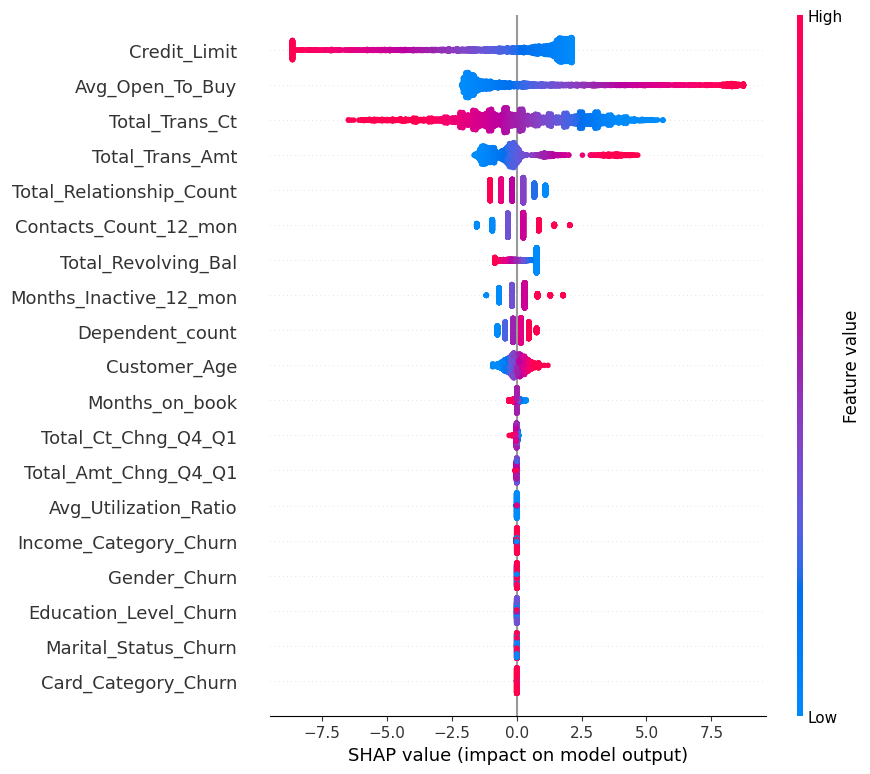 High
Credit_Limit
Avg_Open_To_Buy
Total_Trans_Ct
Total_Trans_Amt
Total_Relationship_Count
Contacts_Count_12_mon
Total_Revolving_Bal
Months_Inactive_12_mon
Dependent_count
Customer_Age
Months_on_book
Total_Ct_Chng_Q4_Q1
Total_Amt_Chng_Q4_Q1
Avg_Utilization_Ratio
Income_Category_Churn
Gender_Churn
Education_Level_Churn
Marital_Status_Churn
Card_Category_Churn
Feature value
Low
−7.5 −5.0 −2.5 0.0 2.5 5.0 7.5
SHAP value (impact on model output)